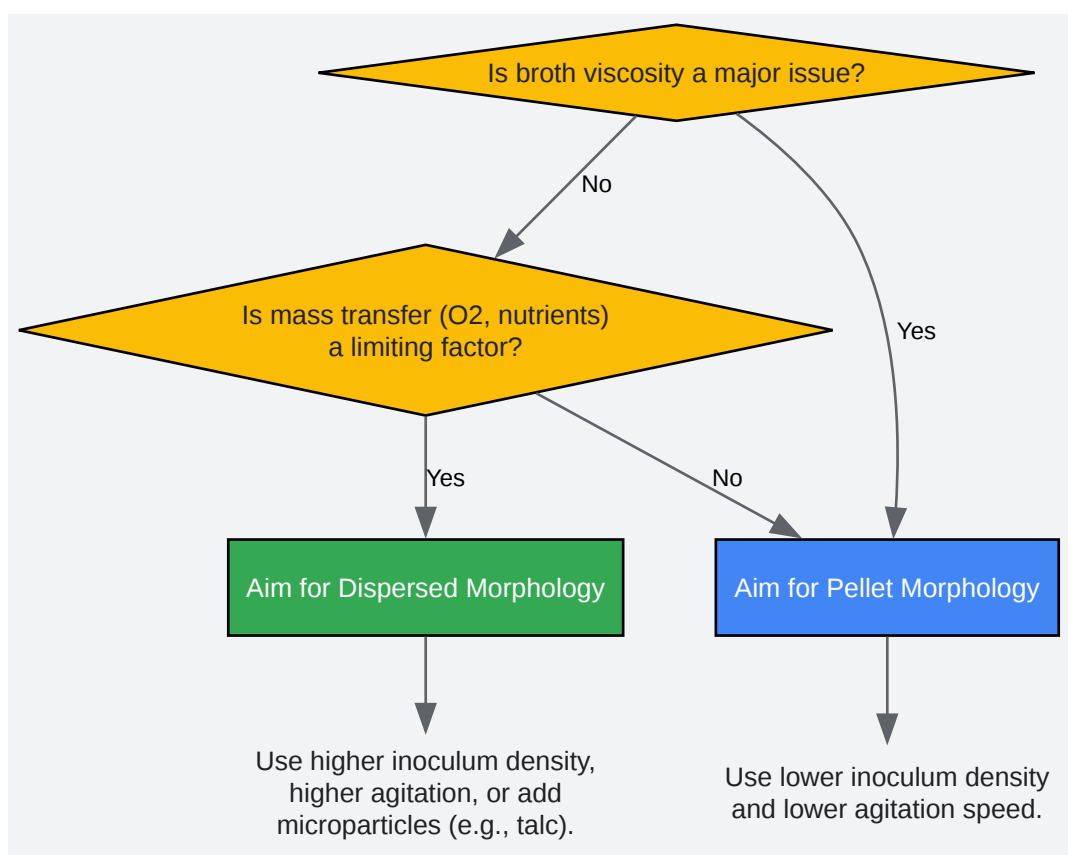 Is broth viscosity a major issue?
No
Is mass transfer (O2, nutrients)
a limiting factor?
Yes
Yes
No
Aim for Dispersed Morphology
Aim for Pellet Morphology
Use higher inoculum density,
higher agitation, or add
microparticles (e.g., talc).
Use lower inoculum density
and lower agitation speed.